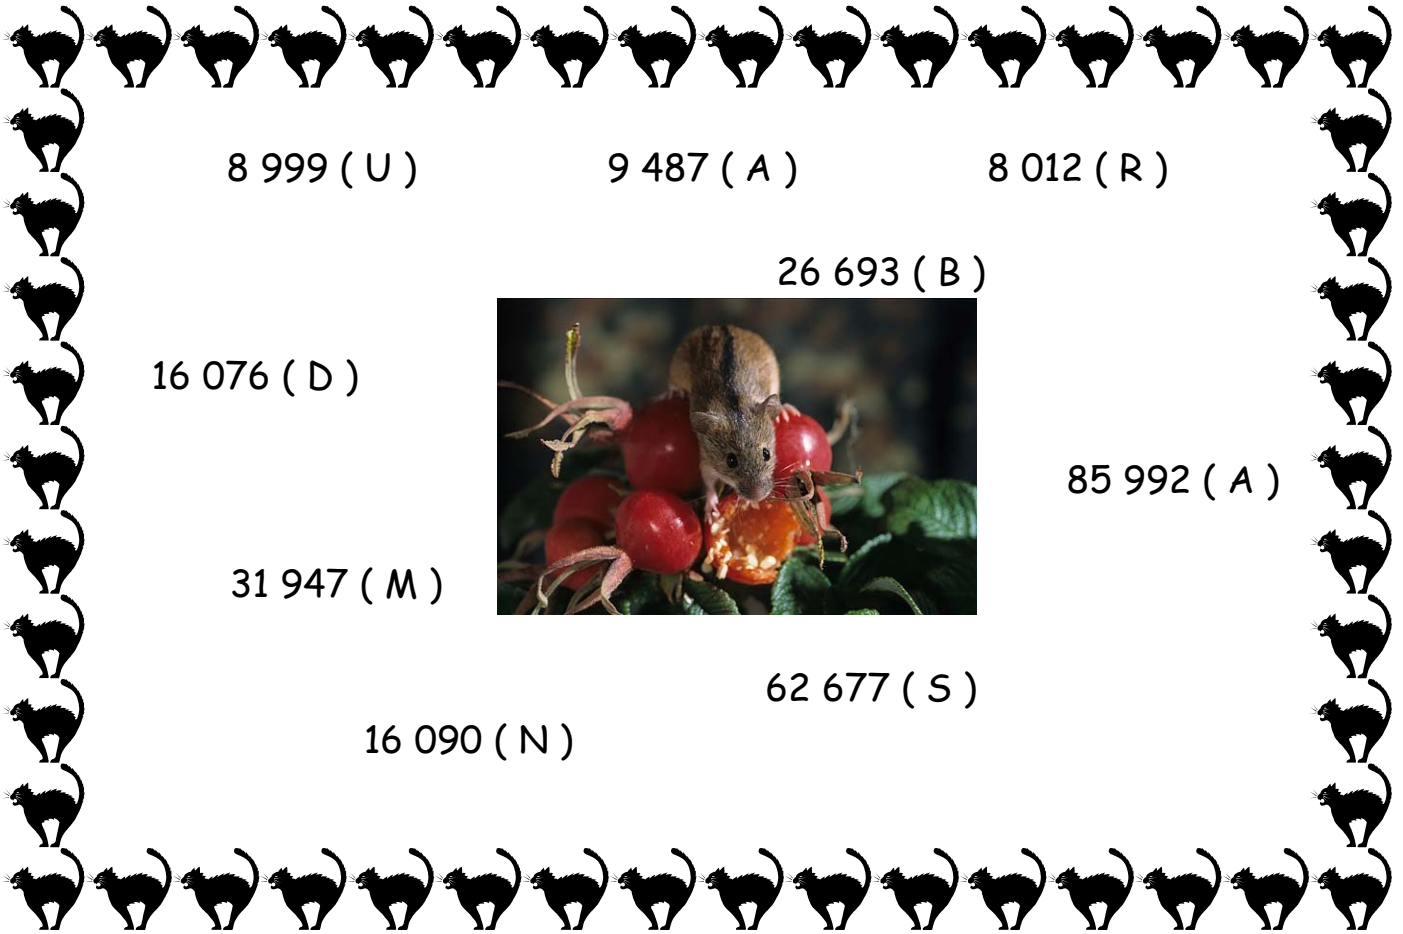 8 999 ( U ) 9 487 ( A ) 8 012 ( R )
26 693 ( B )
16 076 ( D )
85 992 ( A )
31 947 ( M )
62 677 ( S )
16 090 ( N )